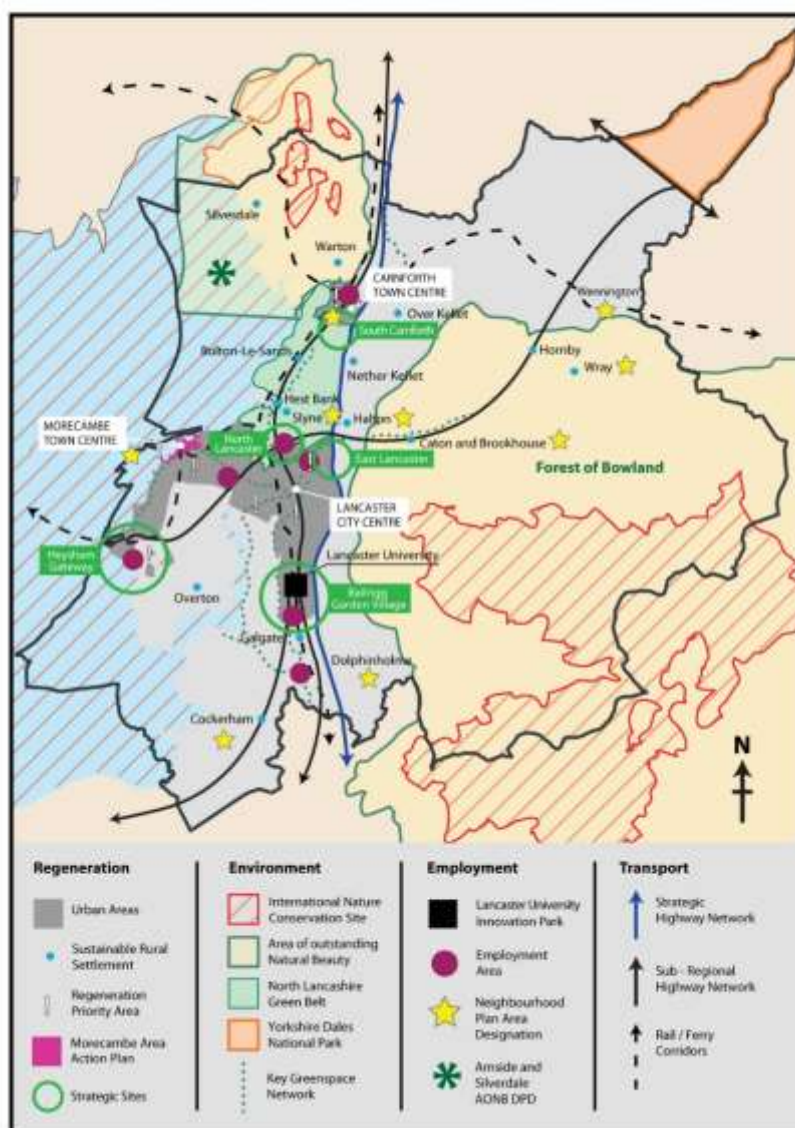 Silvesdale
Warton
CARNFORTH
TOWN CENTRE
Over Kellet
Wennington
South Carnforth
Bolton-Le-Sands
Nether Kellet
Hornby
Wray
Hest Bank
Slyne
Halton
MORECAMBE
TOWN CENTRE
North
Lancaster
Caton and Brookhouse
East Lancaster
Forest of Bowland
LANCASTER
CITY CENTRE
Heysham
Gateway
Lancaster University
Bailrigg
Garden Village
Overton
Galgate
Dolphinholme
Cockerham
N
Regeneration
Urban Areas
Sustainable Rural
Settlement
Regeneration
Priority Area
Morecambe Area
Action Plan
Strategic Sites
Environment
International Nature
Conservation Site
Area of outstanding
Natural Beauty
North Lancashire
Green Belt
Yorkshire Dales
National Park
Key Greenspace
Network
Employment
Lancaster University
Innovation Park
Employment
Area
Neighbourhood
Plan Area
Designation
Arnside and
Silverdale
AONB DPD
Transport
Strategic
Highway Network
Sub - Regional
Highway Network
Rail / Ferry
Corridors